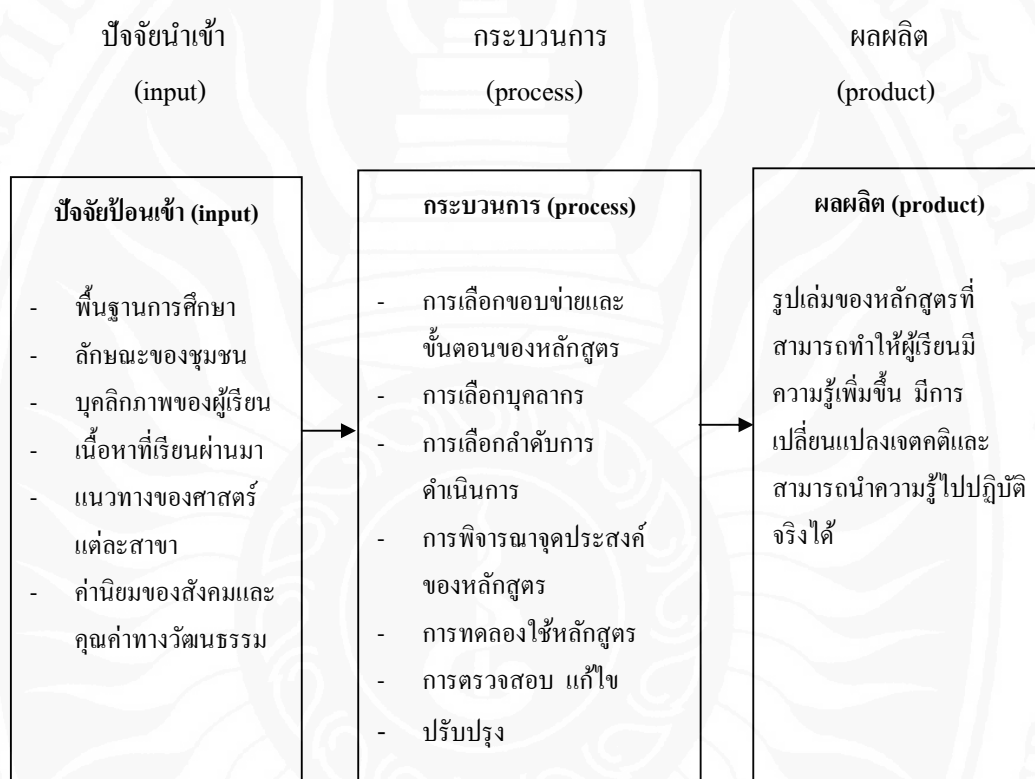 ปัจจัยนำเข้า
(input)
กระบวนการ
(process)
ผลผลิต
(product)
ปัจจัยป้อนเข้า (input)
- พื้นฐานการศึกษา
- ลักษณะของชุมชน
- บุคลิกภาพของผู้เรียน
- เนื้อหาที่เรียนผ่านมา
- แนวทางของศาสตร์
แต่ละสาขา
- ค่านิยมของสังคมและ
คุณค่าทางวัฒนธรรม
กระบวนการ (process)
- การเลือกขอบข่ายและ
ขั้นตอนของหลักสูตร
- การเลือกบุคลากร
- การเลือกลำดับการ
ดำเนินการ
- การพิจารณาจุดประสงค์
ของหลักสูตร
- การทดลองใช้หลักสูตร
- การตรวจสอบ แก้ไข
- ปรับปรุง
ผลผลิต (product)
รูปเล่มของหลักสูตรที่
สามารถทำให้ผู้เรียนมี
ความรู้เพิ่มขึ้น มีการ
เปลี่ยนแปลงเจตคติและ
สามารถนำความรู้ไปปฏิบัติ
จริงได้